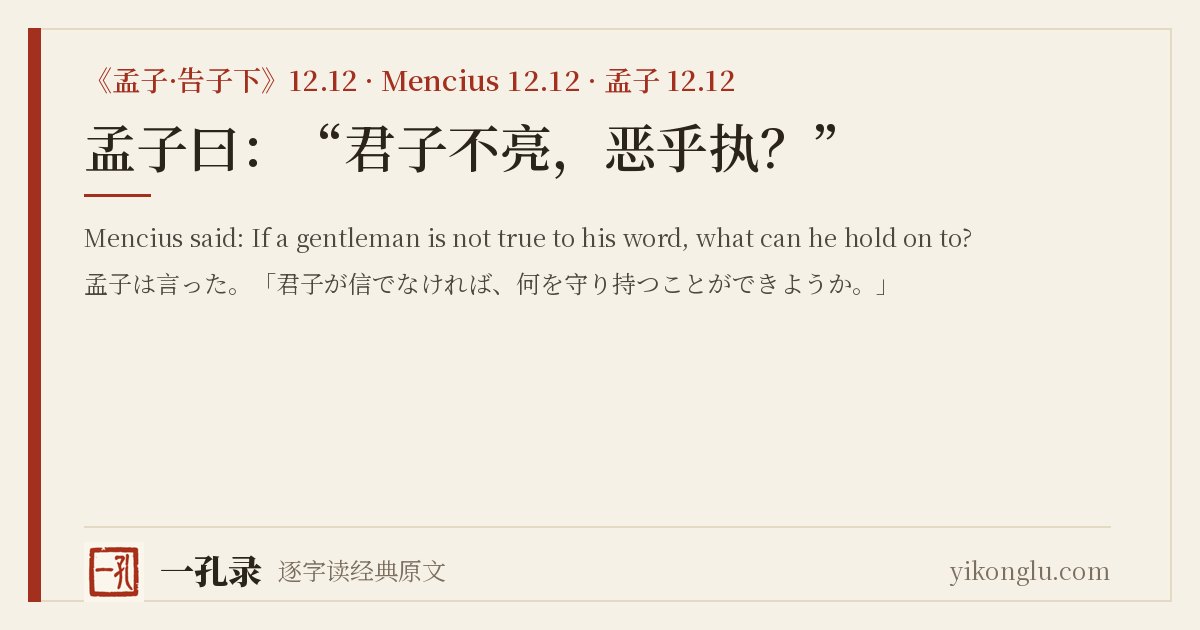 《孟子·告子下》12.12 · Mencius 12.12 · 孟子 12.12
孟子曰：“君子不亮，恶乎执？”
Mencius said: If a gentleman is not true to his word, what can he hold on to?
孟子は言った。「君子が信でなければ、何を守り持つことができようか。」
一孔
一孔录 逐字读经典原文
yikonglu.com